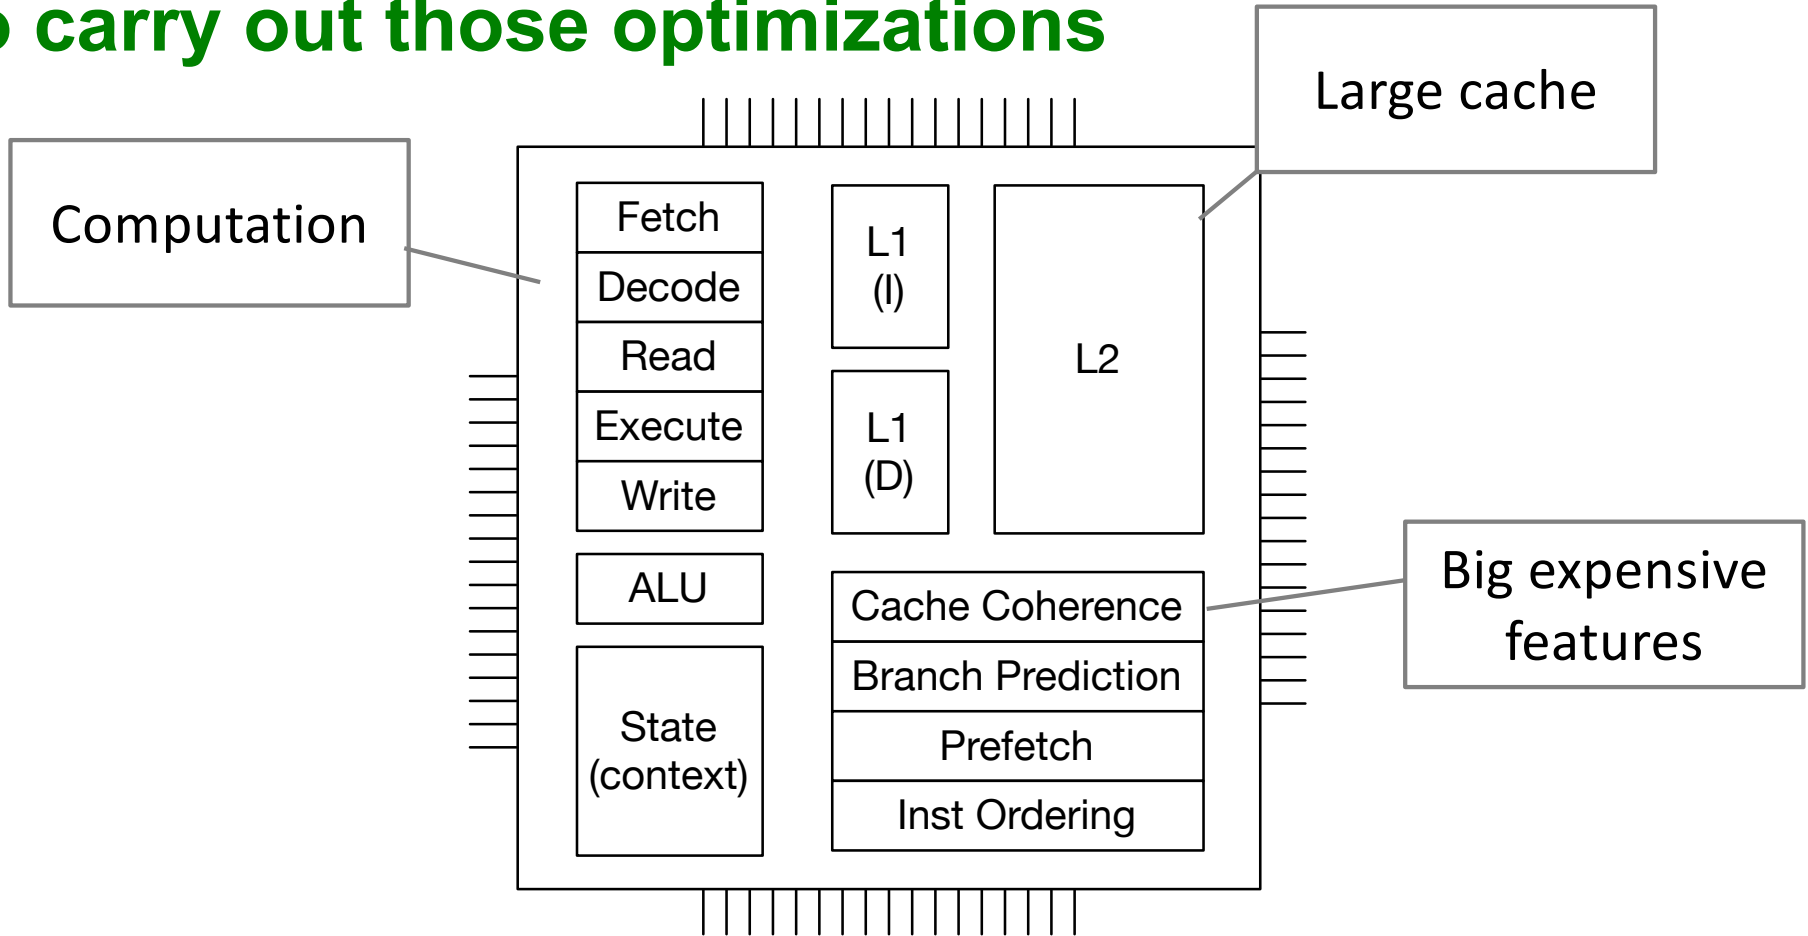 carry out those optimizations
Large cache
Computation
Fetch
Decode
Read
Execute
Write
ALU
State
(context)
L1
(I)
L1
(D)
L2
Cache Coherence
Branch Prediction
Prefetch
Inst Ordering
Big expensive
features